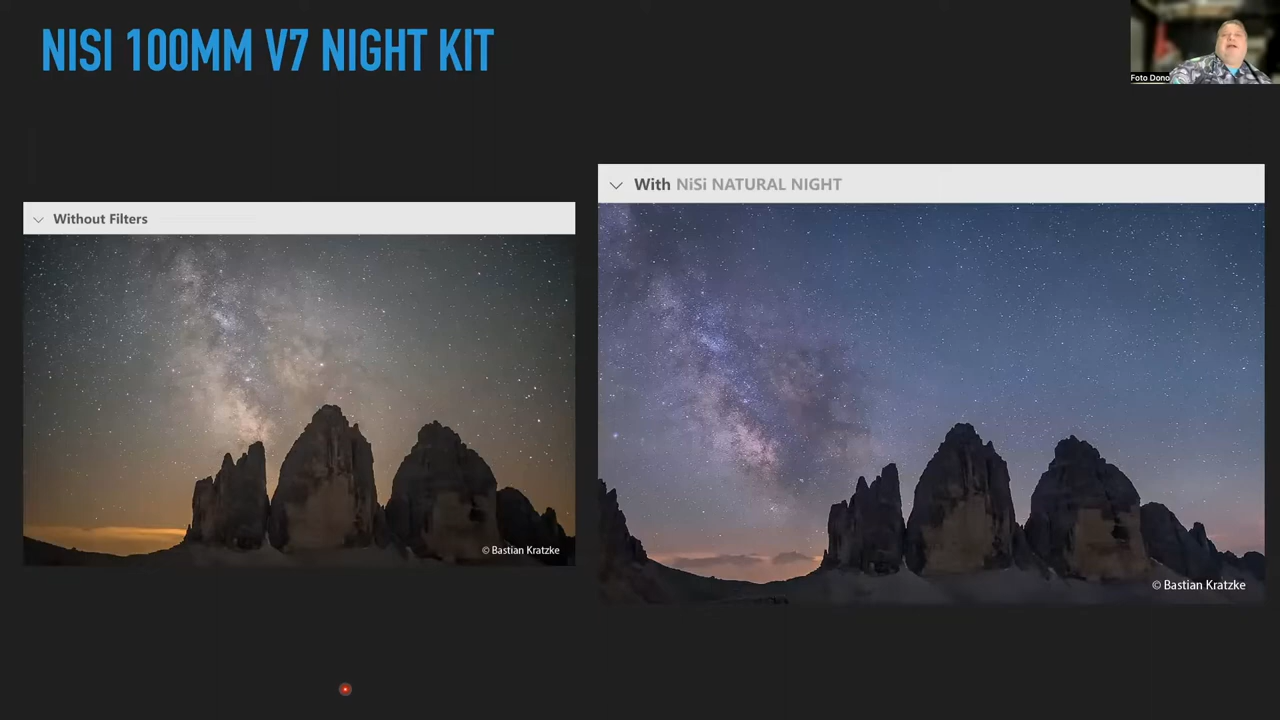 NISI 100MM V7 NIGHT KIT
Foto Dono
Without Filters
© Bastian Kratzke
With NiSi NATURAL NIGHT
© Bastian Kratzke